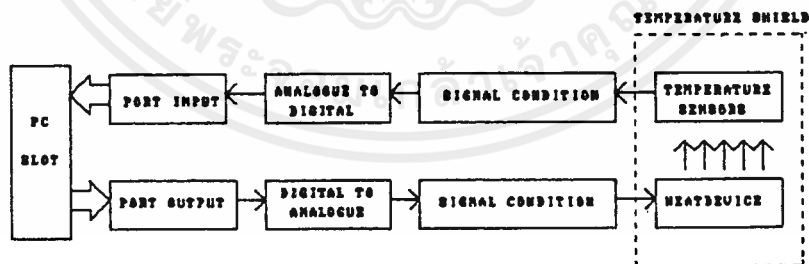 TEMPERATURE SHIELD
PC
SLOT
PORT INPUT
ANALOGUE TO
DIGITAL
SIGNAL CONDITION
TEMPERATURE
SENSORS
PORT OUTPUT
DIGITAL TO
ANALOGUE
SIGNAL CONDITION
HEATDEVICE